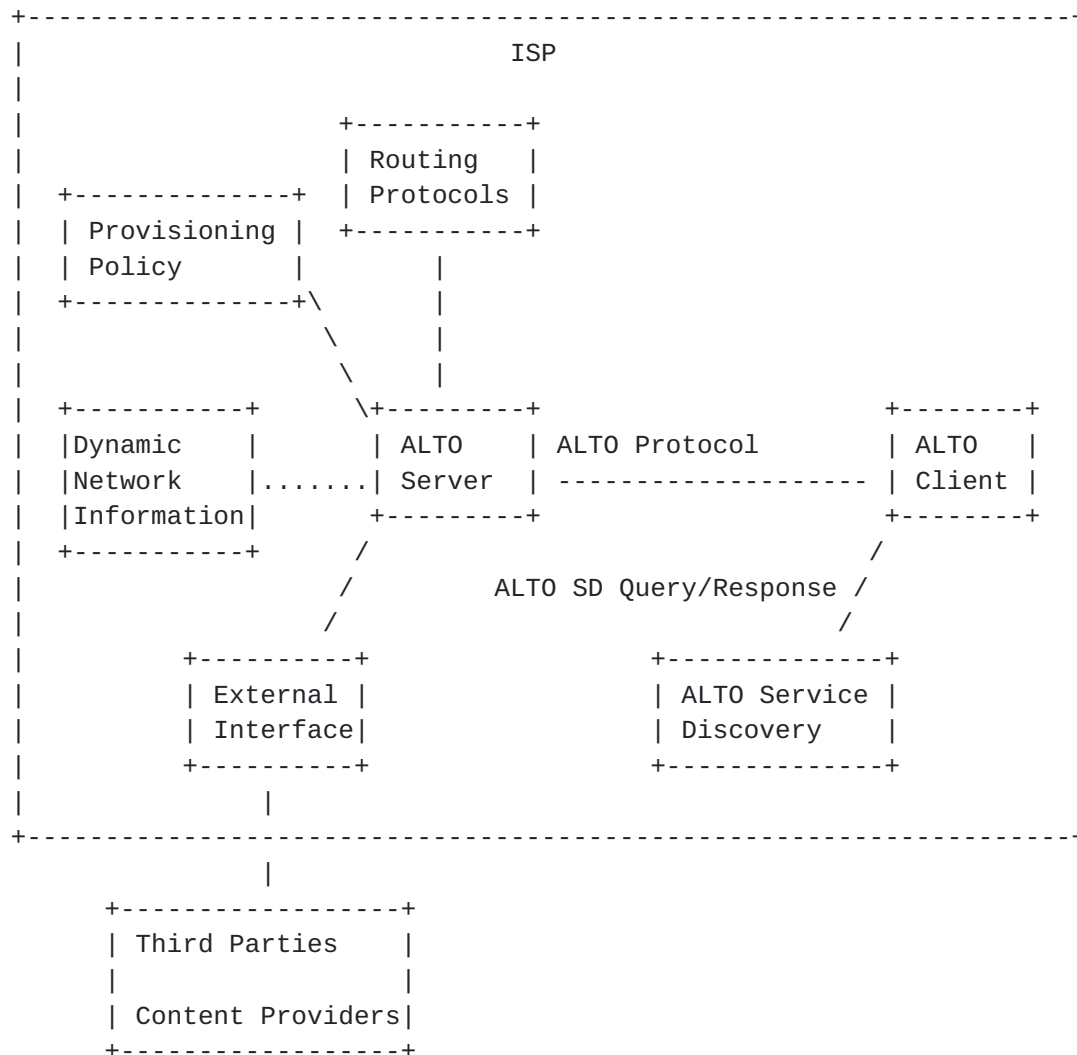 ISP
Routing
Protocols
Provisioning
Policy
Dynamic
Network
Information
ALTO
Server
ALTO Protocol
ALTO
Client
ALTO SD Query/Response
External
Interface
ALTO Service
Discovery
Third Parties
Content Providers